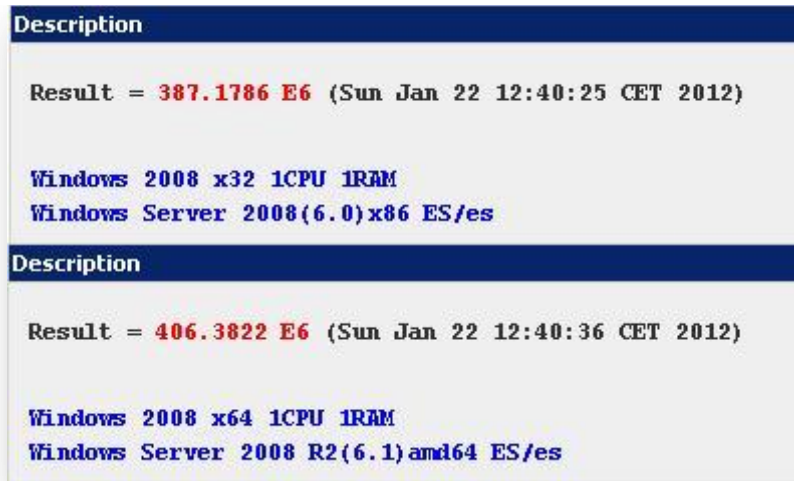 Description
Result = 387.1786 E6 (Sun Jan 22 12:40:25 CET 2012)
Windows 2008 x32 1CPU 1RAM
Windows Server 2008(6.0)x86 ES/es
Description
Result = 406.3822 E6 (Sun Jan 22 12:40:36 CET 2012)
Windows 2008 x64 1CPU 1RAM
Windows Server 2008 R2(6.1)amd64 ES/es